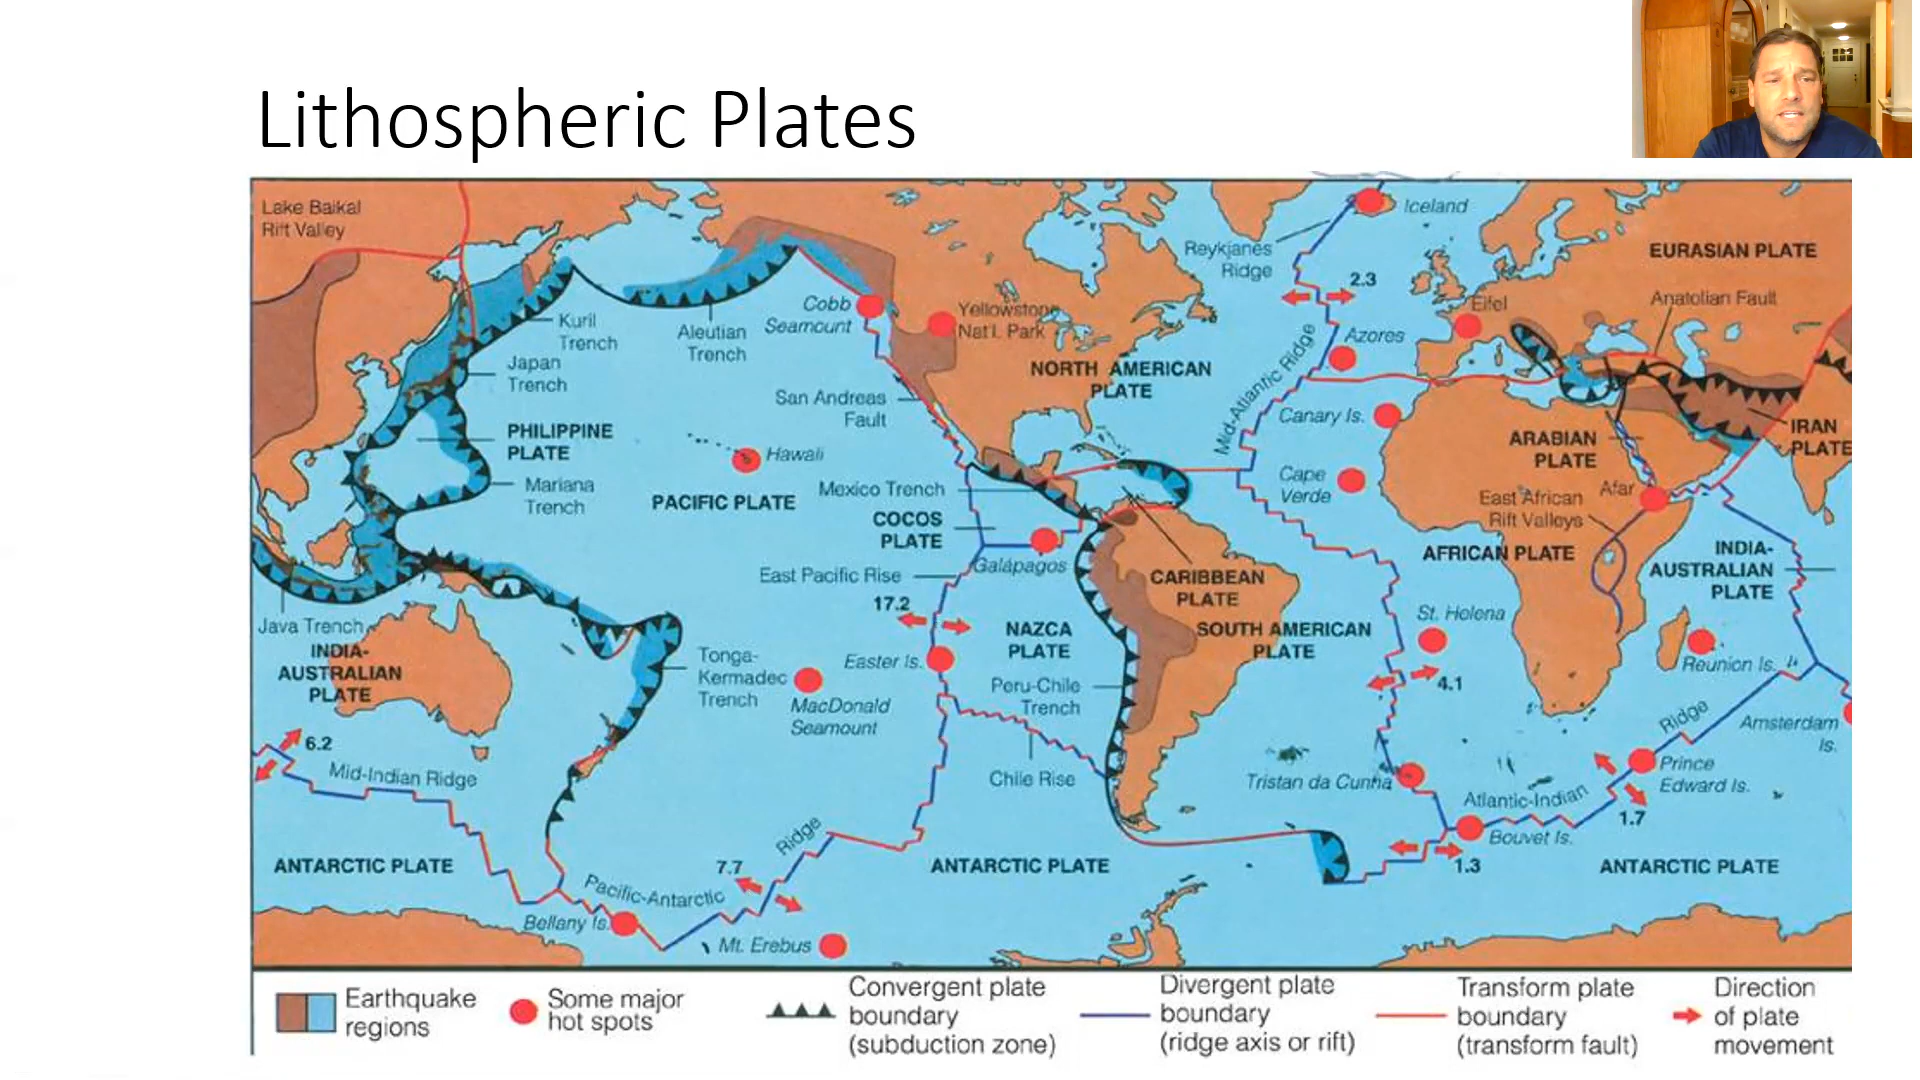 Lithospheric Plates
Lake Baikal
Rift Valley
Iceland
Reykjanes
Ridge
2.3
EURASIAN PLATE
Anatolian Fault
Eifel
Cobb
Seamount
Yellowstone
Nat'l. Park
Kuril
Trench
Aleutian
Trench
Azores
Japan
Trench
NORTH AMERICAN
PLATE
Mid-Atlantic Ridge
San Andreas
Fault
Canary Is.
PHILIPPINE
PLATE
ARABIAN
PLATE
IRAN
PLATE
Hawaii
Mariana
Trench
PACIFIC PLATE
Mexico Trench
Cape
Verde
East African
Rift Valleys
Afar
COCOS
PLATE
AFRICAN PLATE
INDIA-
AUSTRALIAN
PLATE
East Pacific Rise
Galápagos
CARIBBEAN
PLATE
17.2
St. Helena
Java Trench
INDIA-
AUSTRALIAN
PLATE
NAZCA
PLATE
SOUTH AMERICAN
PLATE
Tonga-
Kermadec
Trench
Easter Is.
Reunion Is.
MacDonald
Seamount
Peru-Chile
Trench
4.1
6.2
Mid-Indian Ridge
Chile Rise
Tristan da Cunha
Ridge
Amsterdam
Is.
Prince
Edward Is.
Atlantic-Indian
1.7
Bouvet Is.
1.3
ANTARCTIC PLATE
7.7
Ridge
Pacific-Antarctic
ANTARCTIC PLATE
ANTARCTIC PLATE
Bellany Is.
Mt. Erebus
Earthquake
regions
Some major
hot spots
Convergent plate
boundary
(subduction zone)
Divergent plate
boundary
(ridge axis or rift)
Transform plate
boundary
(transform fault)
Direction
of plate
movement